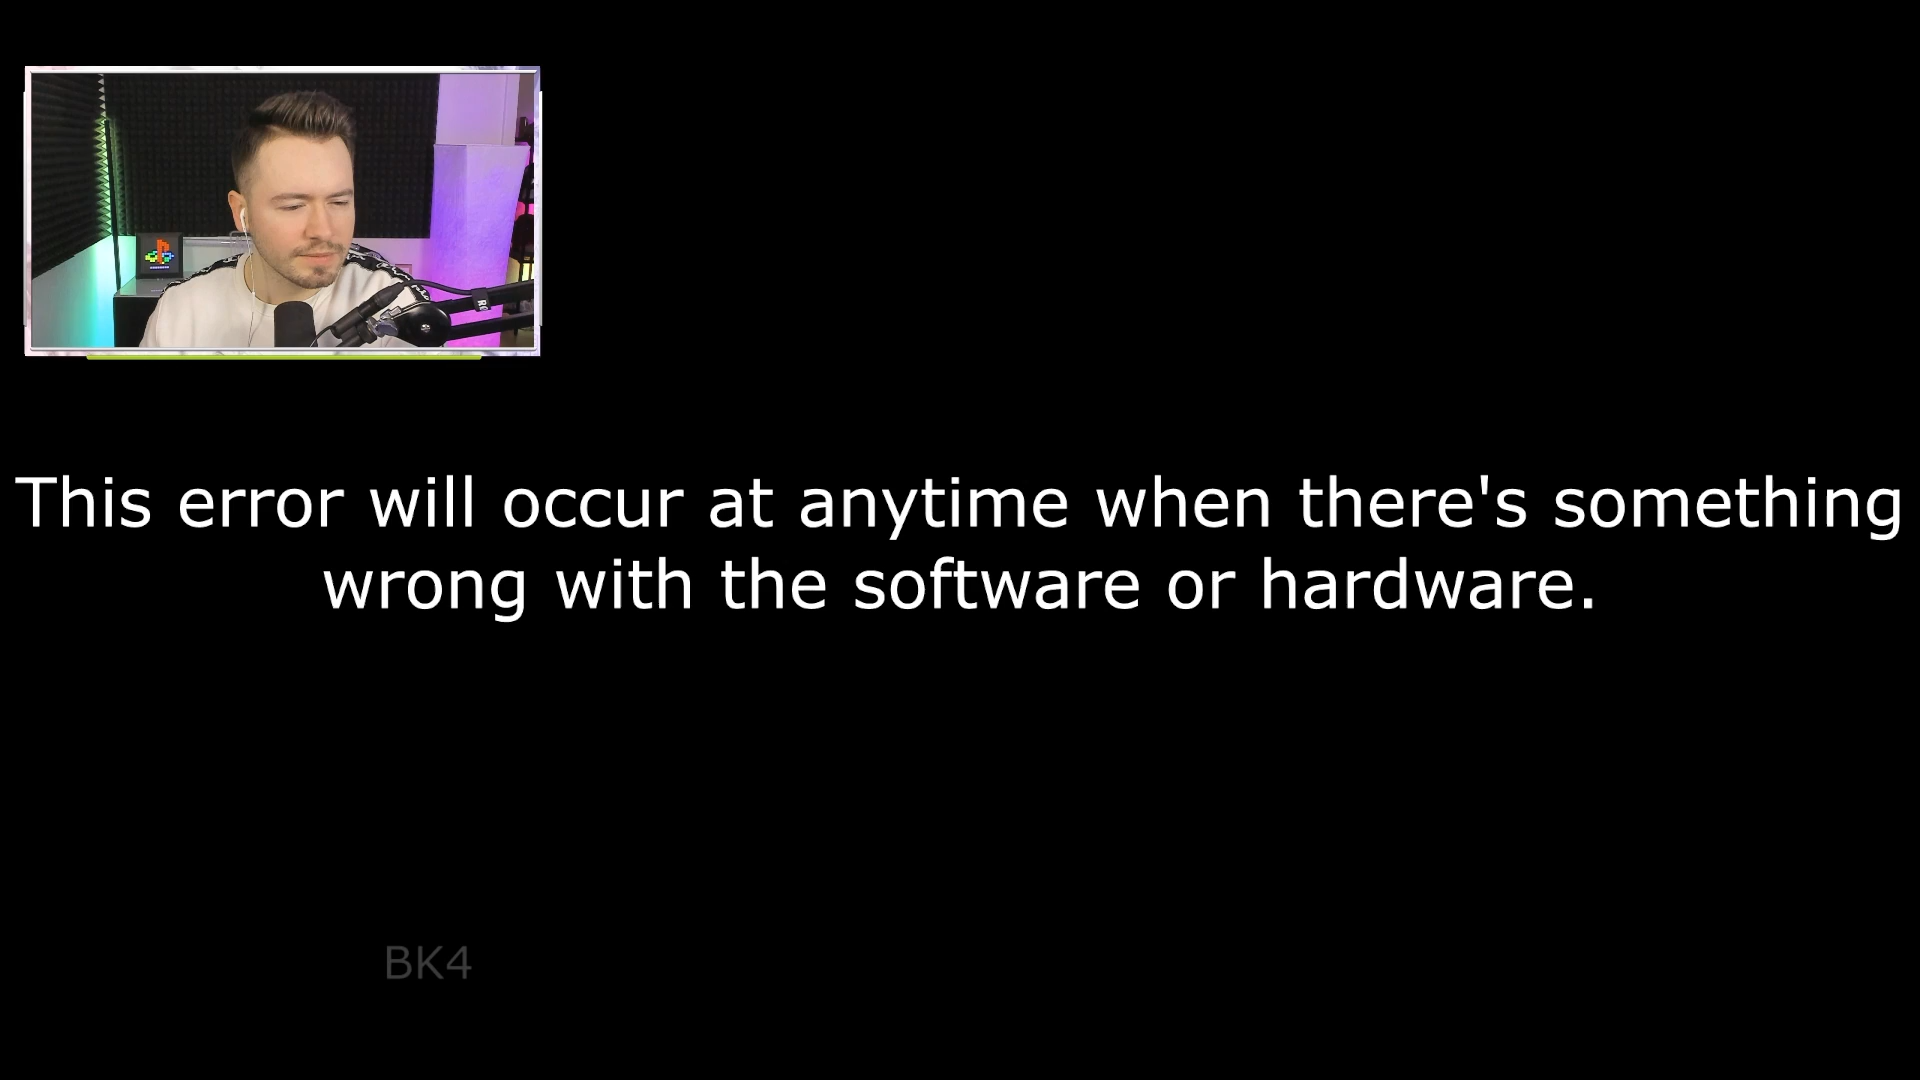 This error will occur at anytime when there's something
wrong with the software or hardware.
BK4